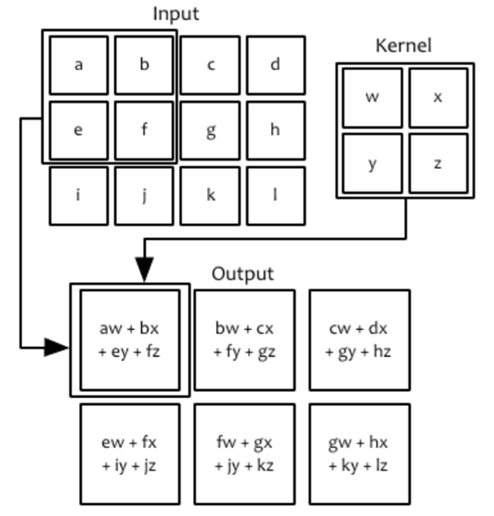 Input
Kernel
a b c d
w x
e f g h
y z
i j k l
Output
aw + bx
+ ey + fz
bw + cx
+ fy + gz
cw + dx
+ gy + hz
ew + fx
+ iy + jz
fw + gx
+ jy + kz
gw + hx
+ ky + lz